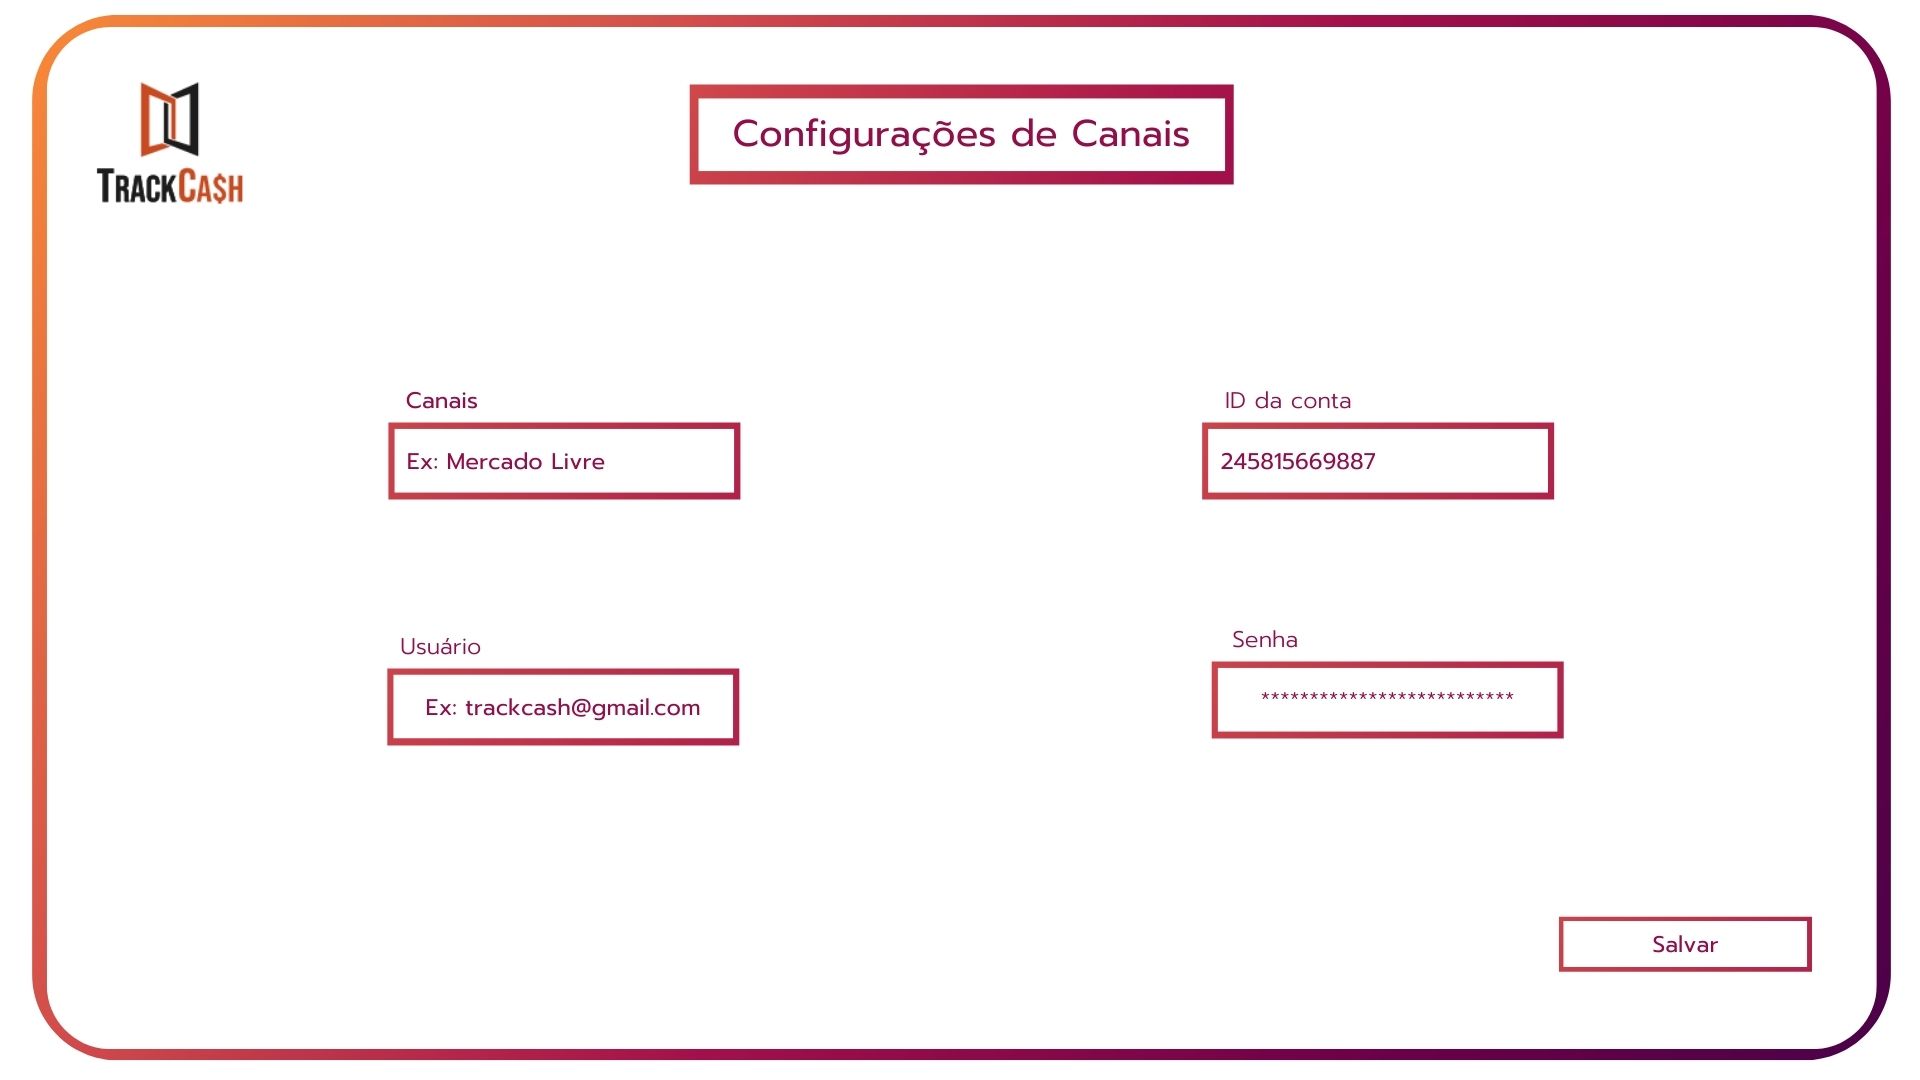 TRACKCA$H
Configurações de Canais
Canais
ID da conta
Ex: Mercado Livre
245815669887
Usuário
Senha
Ex: trackcash@gmail.com
**************************
Salvar